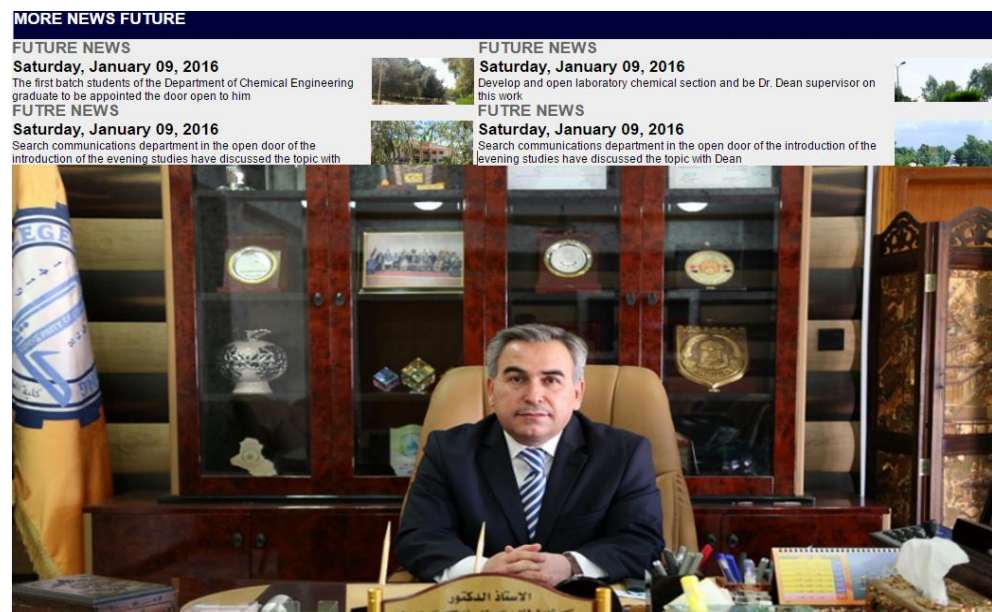 MORE NEWS FUTURE
FUTURE NEWS
Saturday, January 09, 2016
The first batch students of the Department of Chemical Engineering
graduate to be appointed the door open to him
FUTRE NEWS
Saturday, January 09, 2016
Search communications department in the open door of the
introduction of the evening studies have discussed the topic with
FUTURE NEWS
Saturday, January 09, 2016
Develop and open laboratory chemical section and be Dr. Dean supervisor on
this work
FUTRE NEWS
Saturday, January 09, 2016
Search communications department in the open door of the introduction of the
evening studies have discussed the topic with Dean
EGE
كلية
الاستاذ الدكتور